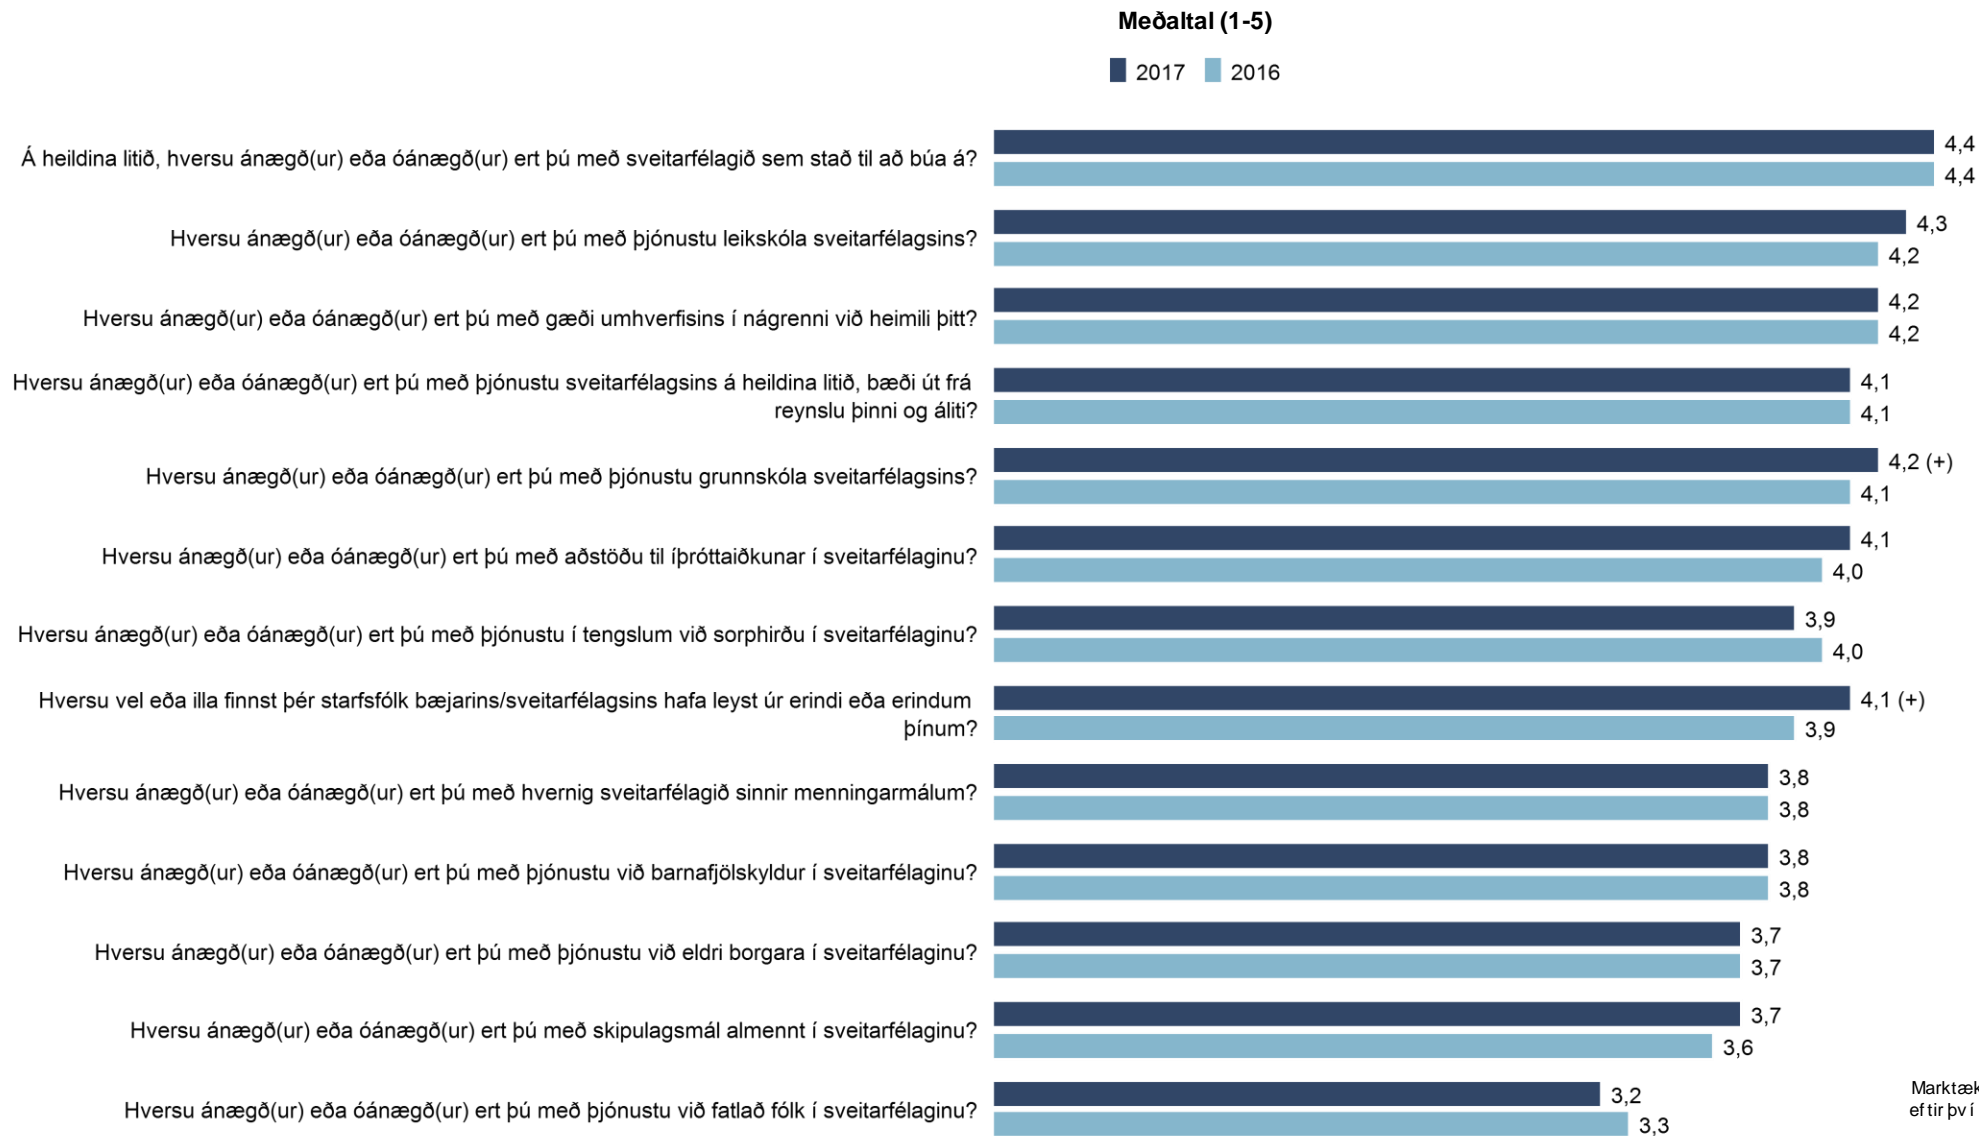 Meðaltal (1-5)
2017 2016
Á heildina litið, hversu ánægð(ur) eða óánægð(ur) ert þú með sveitarfélagið sem stað til að búa á?
4,4
4,4
Hversu ánægð(ur) eða óánægð(ur) ert þú með þjónustu leikskóla sveitarfélagsins?
4,3
4,2
Hversu ánægð(ur) eða óánægð(ur) ert þú með gæði umhverfisins í nágrenni við heimili þitt?
4,2
4,2
Hversu ánægð(ur) eða óánægð(ur) ert þú með þjónustu sveitarfélagsins á heildina litið, bæði út frá
reynslu þinni og áliti?
4,1
4,1
Hversu ánægð(ur) eða óánægð(ur) ert þú með þjónustu grunnskóla sveitarfélagsins?
4,2 (+)
4,1
Hversu ánægð(ur) eða óánægð(ur) ert þú með aðstöðu til íþróttaiðkunar í sveitarfélaginu?
4,1
4,0
Hversu ánægð(ur) eða óánægð(ur) ert þú með þjónustu í tengslum við sorphirðu í sveitarfélaginu?
3,9
4,0
Hversu vel eða illa finnst þér starfsfólk bæjarins/sveitarfélagsins hafa leyst úr erindi eða erindum
þínum?
4,1 (+)
3,9
Hversu ánægð(ur) eða óánægð(ur) ert þú með hvernig sveitarfélagið sinnir menningarmálum?
3,8
3,8
Hversu ánægð(ur) eða óánægð(ur) ert þú með þjónustu við barnafjölskyldur í sveitarfélaginu?
3,8
3,8
Hversu ánægð(ur) eða óánægð(ur) ert þú með þjónustu við eldri borgara í sveitarfélaginu?
3,7
3,7
Hversu ánægð(ur) eða óánægð(ur) ert þú með skipulagsmál almennt í sveitarfélaginu?
3,7
3,6
Hversu ánægð(ur) eða óánægð(ur) ert þú með þjónustu við fatlað fólk í sveitarfélaginu?
3,2
3,3
Marktæk
eftir því í